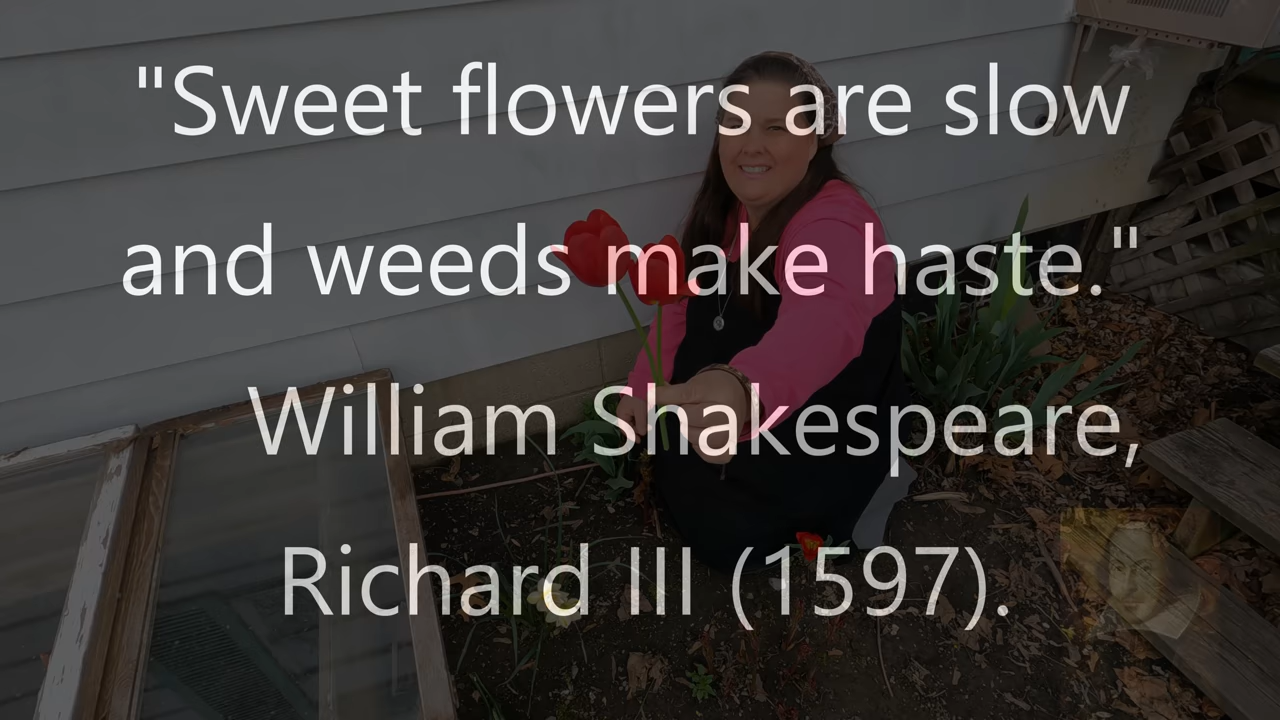 "Sweet flowers are slow
and weeds make haste."
William Shakespeare,
Richard III (1597).